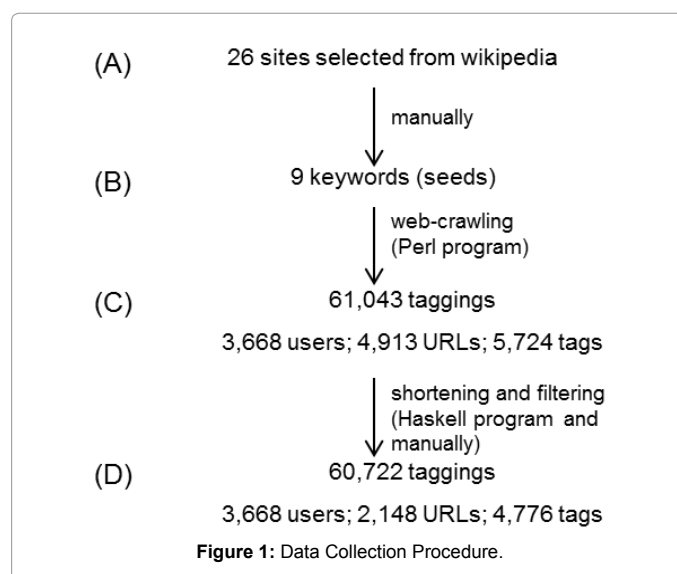 (A) 26 sites selected from wikipedia
manually
(B) 9 keywords (seeds)
web-crawling
(Perl program)
(C) 61,043 taggings
3,668 users; 4,913 URLs; 5,724 tags
shortening and filtering
(Haskell program and
manually)
(D) 60,722 taggings
3,668 users; 2,148 URLs; 4,776 tags
Figure 1: Data Collection Procedure.